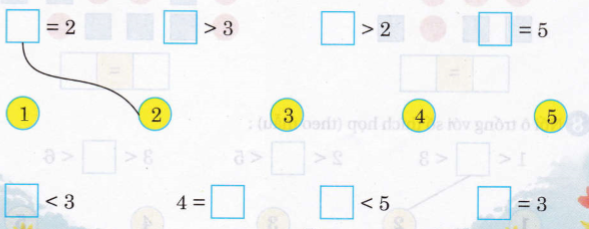 □ = 2 □ > 3 □ > 2 □ = 5
1 2 3 4 5
□ < 3 4 = □ □ < 5 □ = 3